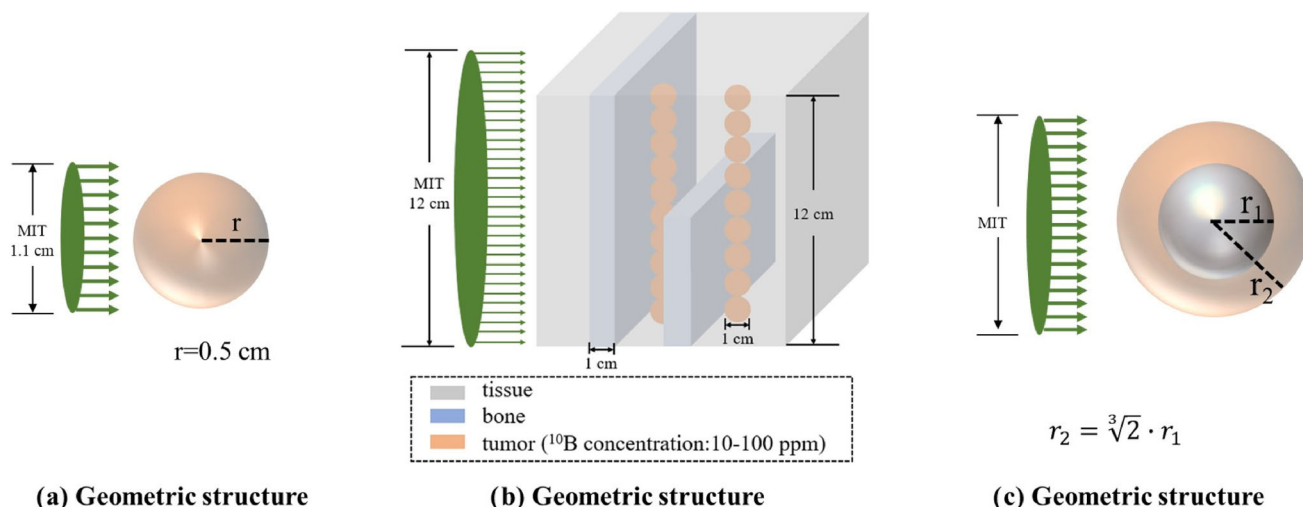 MIT
1.1 cm
r
r=0.5 cm
(a) Geometric structure
MIT
12 cm
12 cm
1 cm
1 cm
tissue
bone
tumor (¹⁰B concentration:10-100 ppm)
(b) Geometric structure
MIT
r₁
r₂
r₂ = ∛2 · r₁
(c) Geometric structure